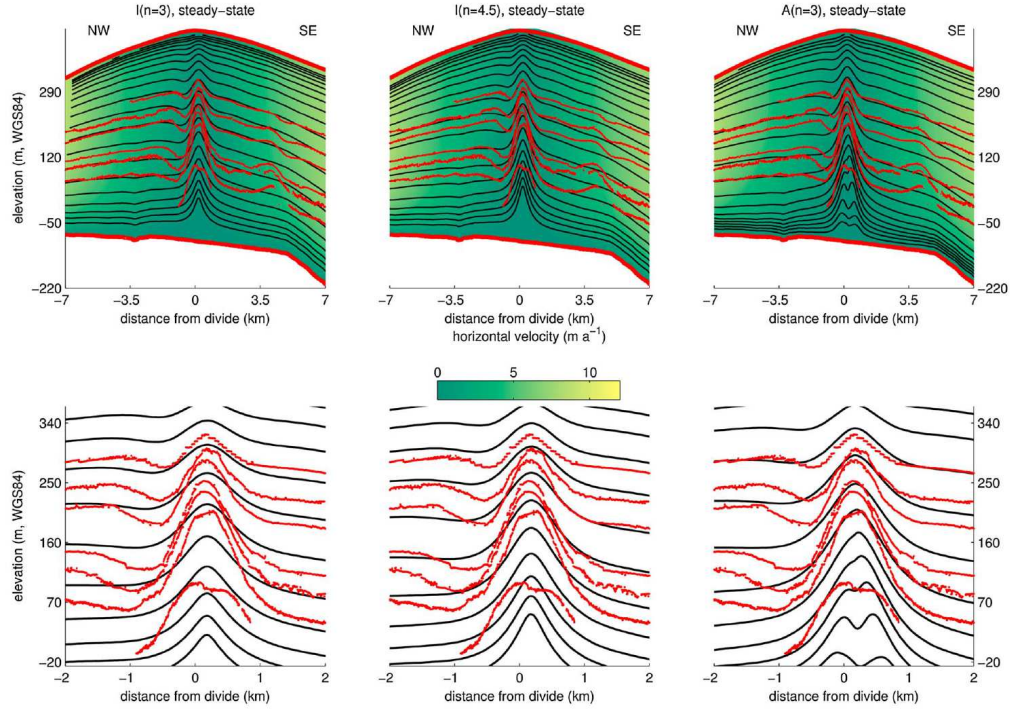 I(n=3), steady−state
I(n=4.5), steady−state
A(n=3), steady−state
NW SE
NW SE
NW SE
elevation (m, WGS84)
290
120
−50
−220
290
120
−50
−220
−7 −3.5 0 3.5 7
−7 −3.5 0 3.5 7
−7 −3.5 0 3.5 7
distance from divide (km)
distance from divide (km)
distance from divide (km)
horizontal velocity (m a−1)
0 5 10
elevation (m, WGS84)
340
250
160
70
−20
340
250
160
70
−20
−2 −1 0 1 2
−2 −1 0 1 2
−2 −1 0 1 2
distance from divide (km)
distance from divide (km)
distance from divide (km)